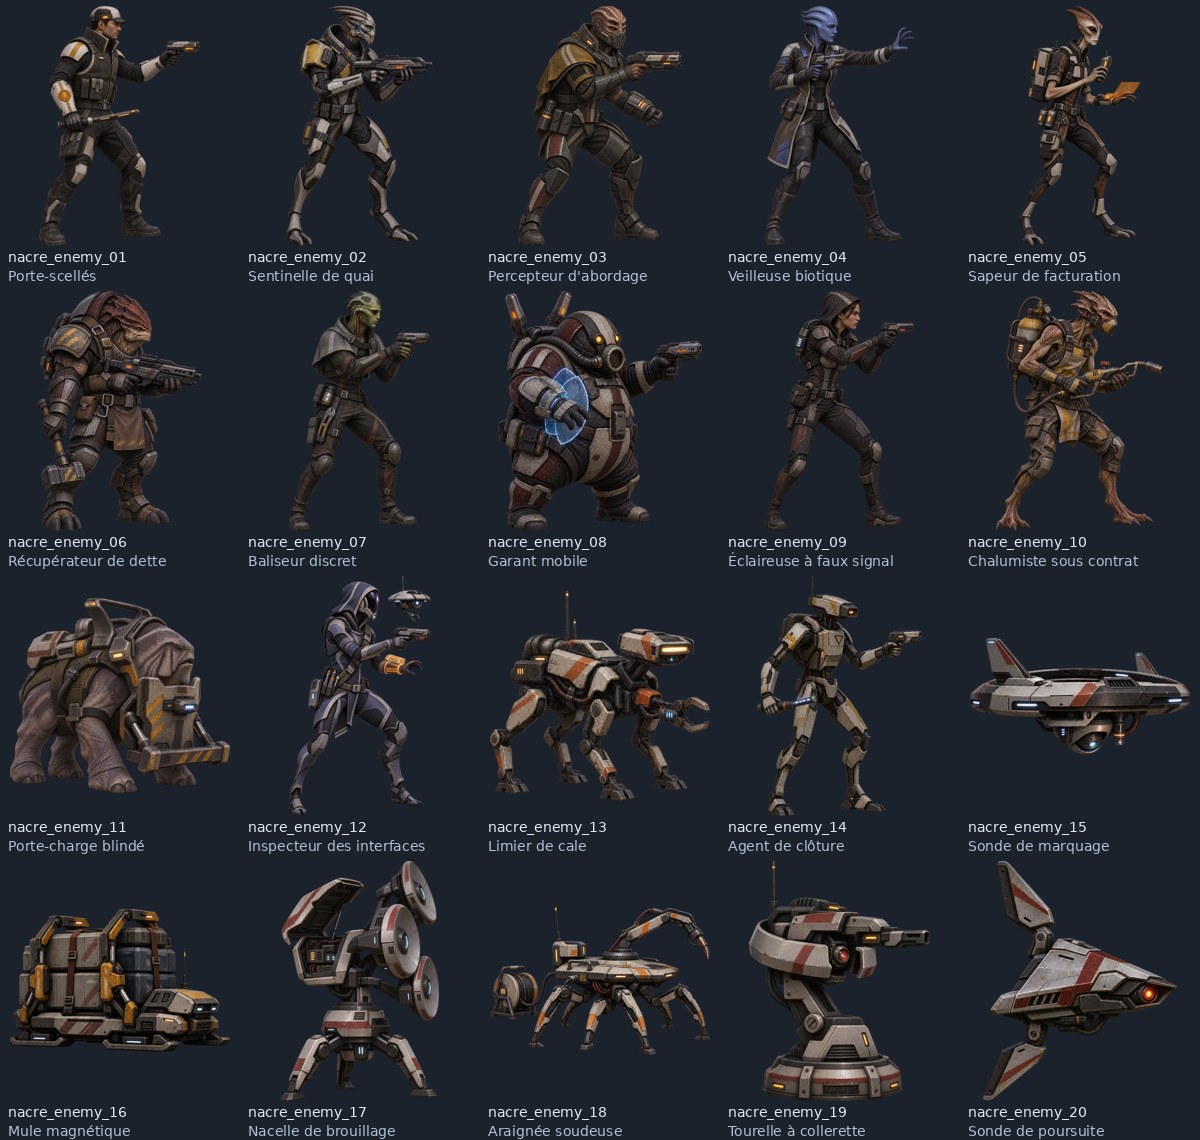 nacre_enemy_01 nacre_enemy_02 nacre_enemy_03 nacre_enemy_04 nacre_enemy_05
Porte-scellés Sentinelle de quai Percepteur d'abordage Veilleuse biotique Sapeur de facturation
nacre_enemy_06 nacre_enemy_07 nacre_enemy_08 nacre_enemy_09 nacre_enemy_10
Récupérateur de dette Baliseur discret Garant mobile Éclaireuse à faux signal Chalumiste sous contrat
nacre_enemy_11 nacre_enemy_12 nacre_enemy_13 nacre_enemy_14 nacre_enemy_15
Porte-charge blindé Inspecteur des interfaces Limier de cale Agent de clôture Sonde de marquage
nacre_enemy_16 nacre_enemy_17 nacre_enemy_18 nacre_enemy_19 nacre_enemy_20
Mule magnétique Nacelle de brouillage Araignée soudeuse Tourelle à collerette Sonde de poursuite